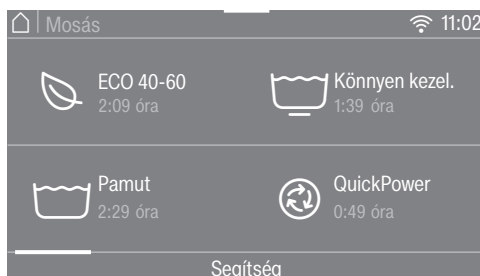 Mosás 11:02
ECO 40-60
2:09 óra
Könnyen kezel.
1:39 óra
Pamut
2:29 óra
QuickPower
0:49 óra
Segítség